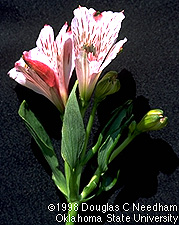 ©1998 Douglas C Needham
Oklahoma State University